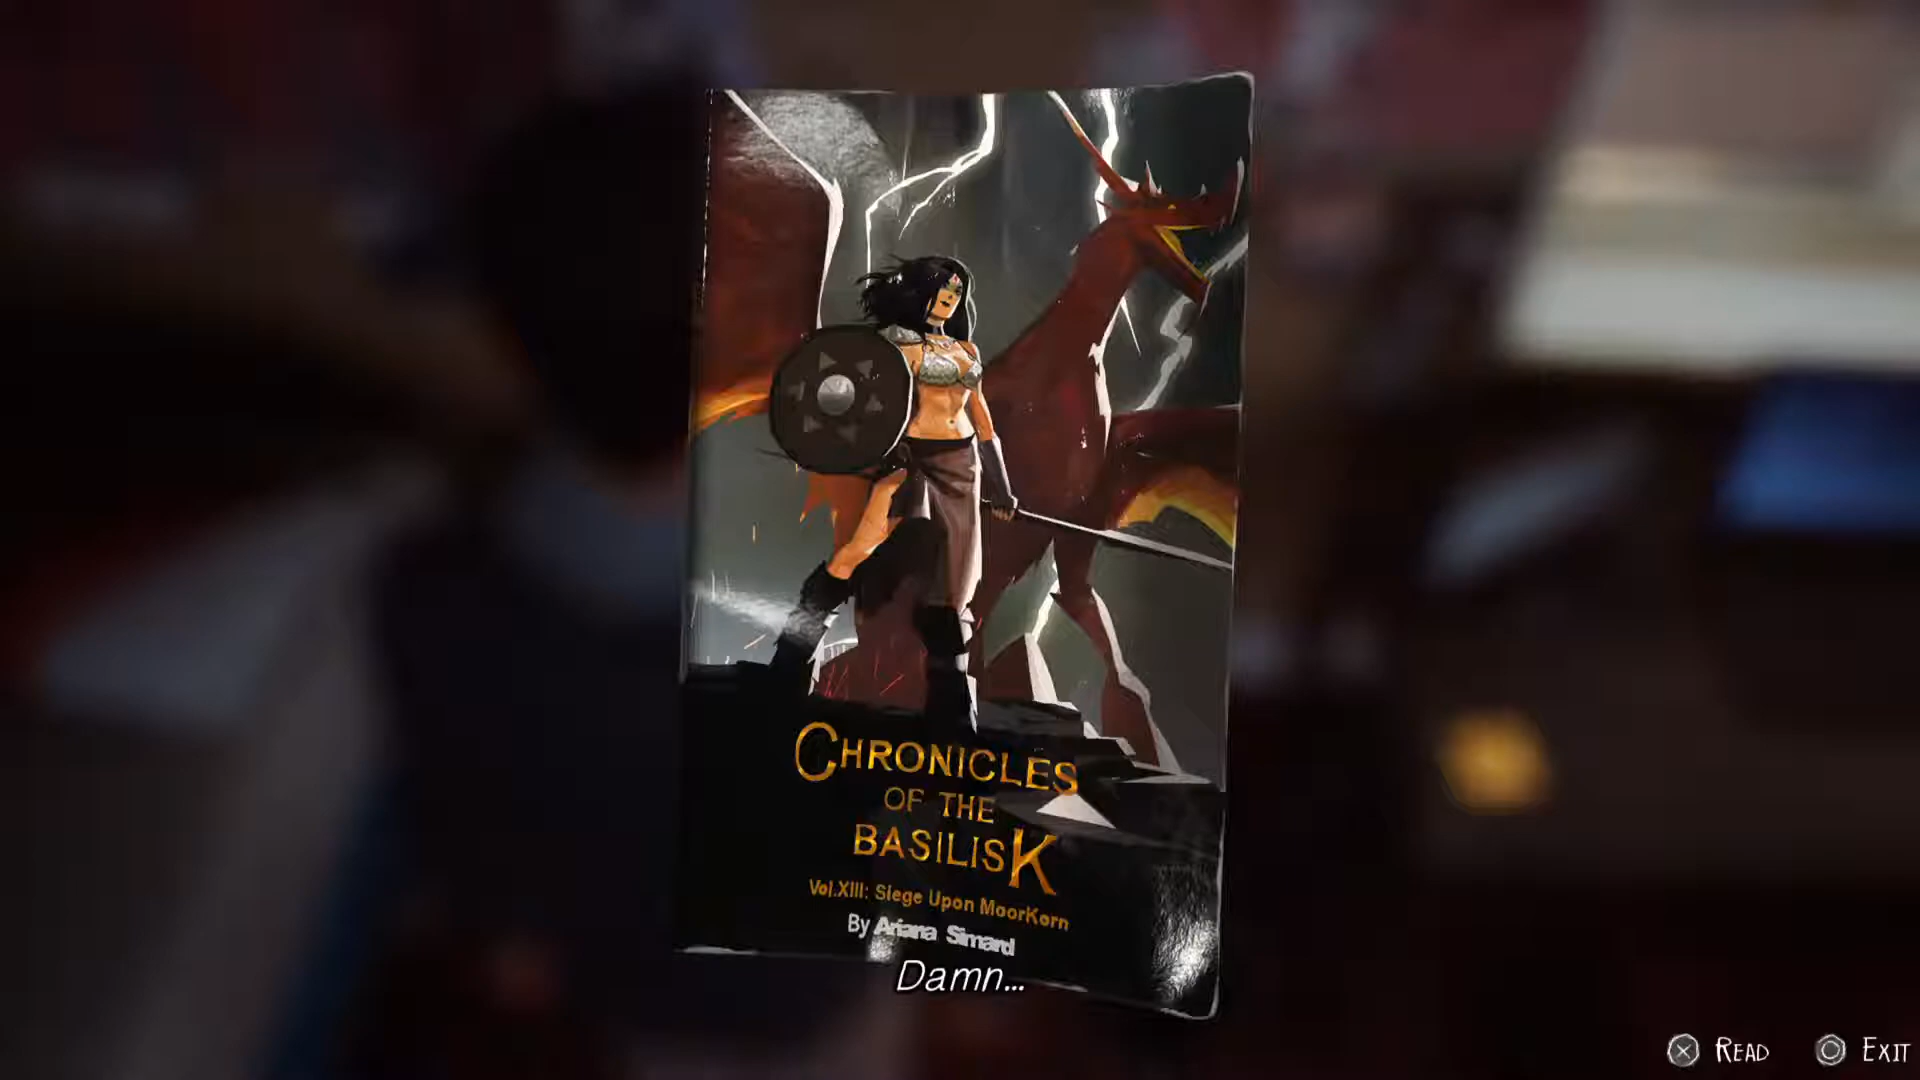 CHRONICLES
OF THE
BASILISK
Vol.XIII: Siege Upon MoorKorn
By Ariana Simard
Damn...
READ
EXIT